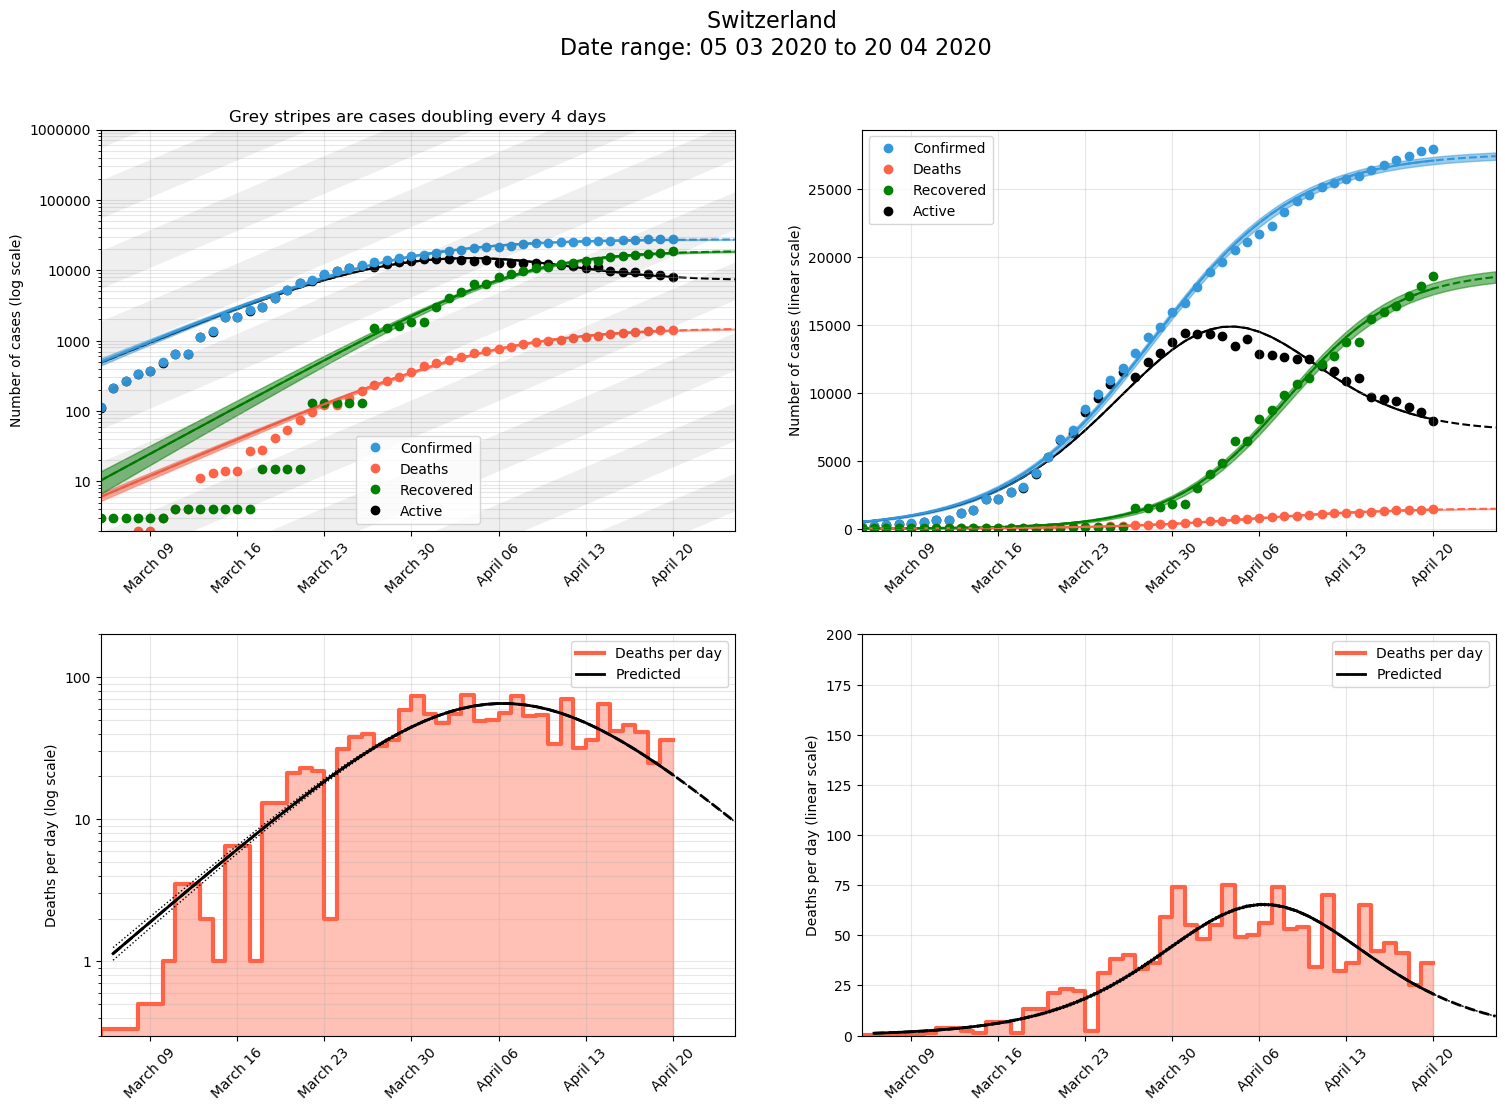 Switzerland
Date range: 05 03 2020 to 20 04 2020
Grey stripes are cases doubling every 4 days
Number of cases (log scale)
1000000
100000
10000
1000
100
10
Confirmed
Deaths
Recovered
Active
March 09
March 16
March 23
March 30
April 06
April 13
April 20
Number of cases (linear scale)
25000
20000
15000
10000
5000
0
Confirmed
Deaths
Recovered
Active
March 09
March 16
March 23
March 30
April 06
April 13
April 20
Deaths per day (log scale)
100
10
1
Deaths per day
Predicted
March 09
March 16
March 23
March 30
April 06
April 13
April 20
Deaths per day (linear scale)
200
175
150
125
100
75
50
25
0
Deaths per day
Predicted
March 09
March 16
March 23
March 30
April 06
April 13
April 20